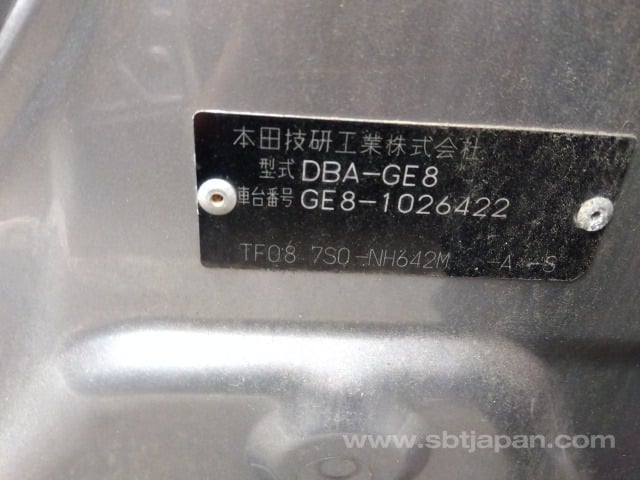 本田技研工業株式会社
型式 DBA-GE8
車台番号 GE8-1026422
TF08 7S0-NH642M -A -S
www.sbtjapan.com